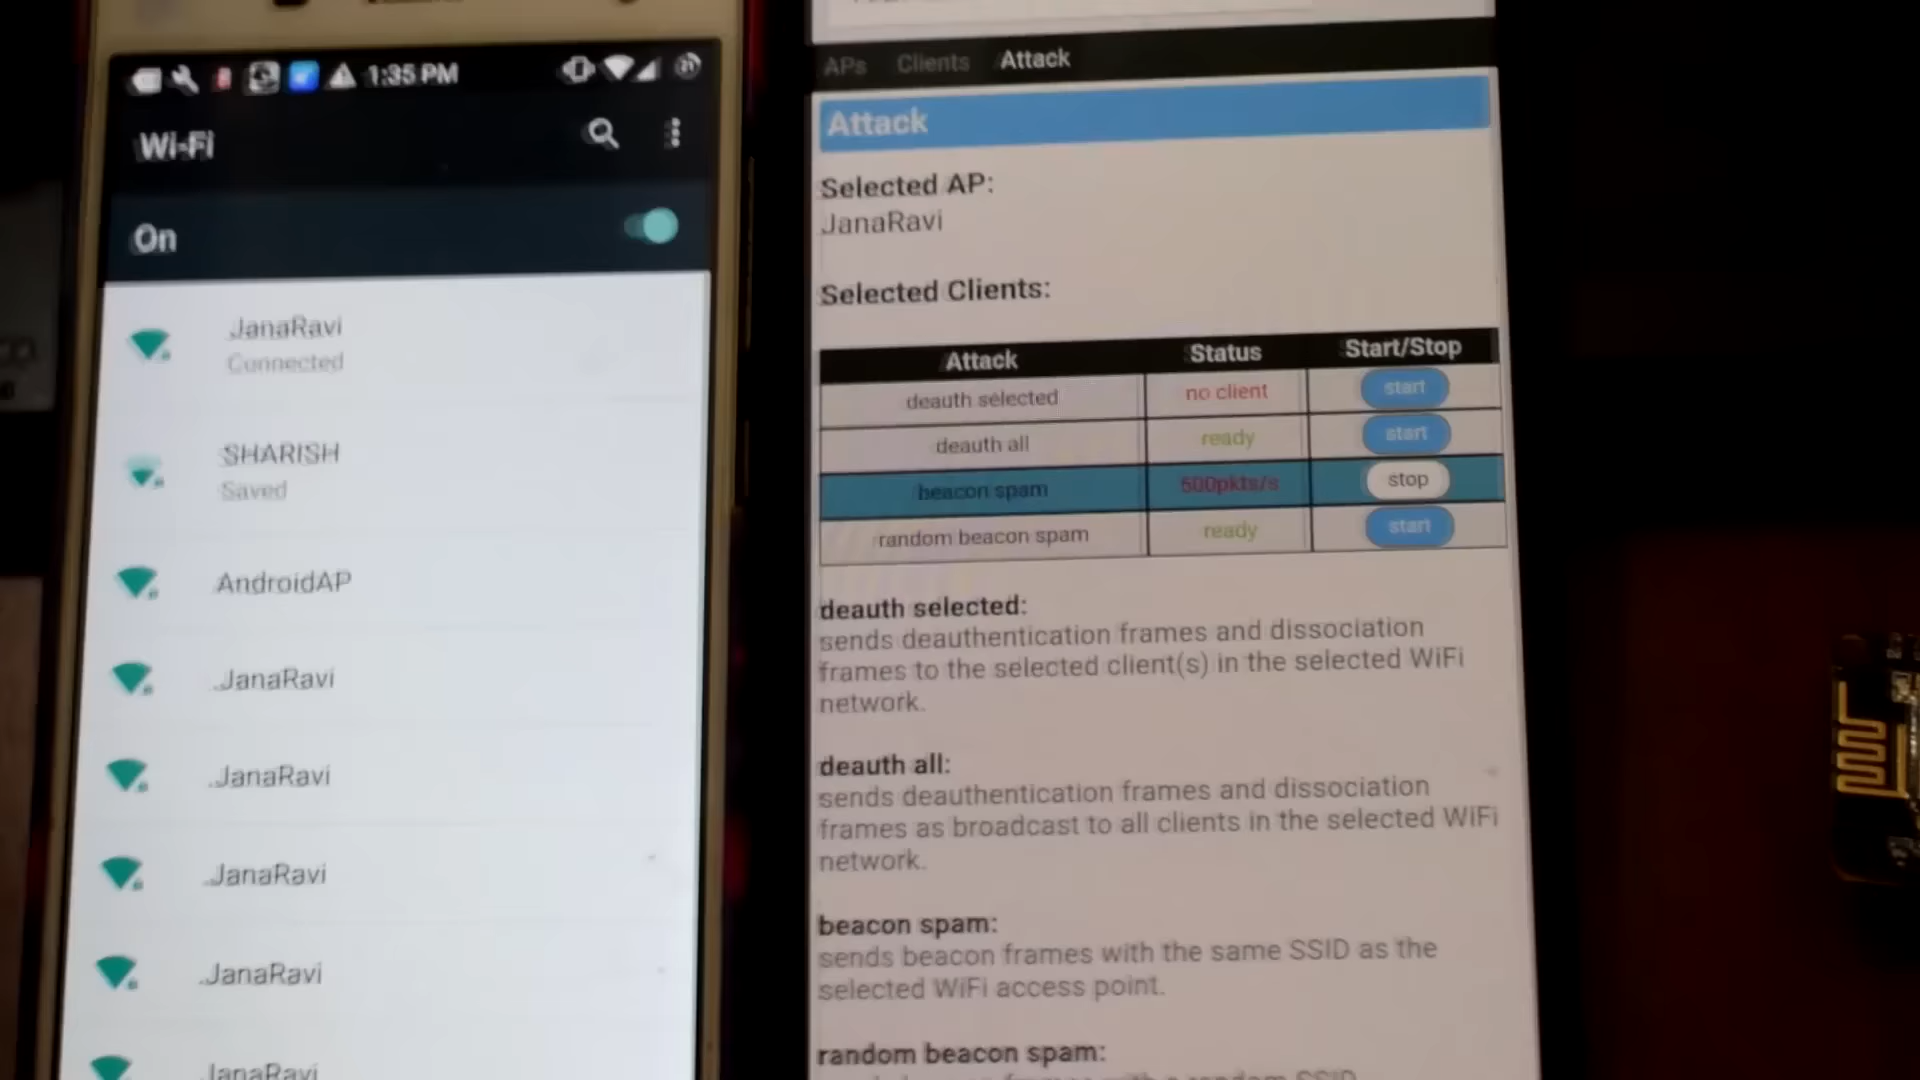 1:35 PM
Wi-Fi
On
JanaRavi
Connected
SHARISH
Saved
AndroidAP
JanaRavi
JanaRavi
JanaRavi
JanaRavi
JanaRavi
APs Clients Attack
Attack
Selected AP:
JanaRavi
Selected Clients:
Attack Status Start/Stop
deauth selected no client start
deauth all ready start
beacon spam 500pkts/s stop
random beacon spam ready start
deauth selected:
sends deauthentication frames and dissociation
frames to the selected client(s) in the selected WiFi
network.
deauth all:
sends deauthentication frames and dissociation
frames as broadcast to all clients in the selected WiFi
network.
beacon spam:
sends beacon frames with the same SSID as the
selected WiFi access point.
random beacon spam: